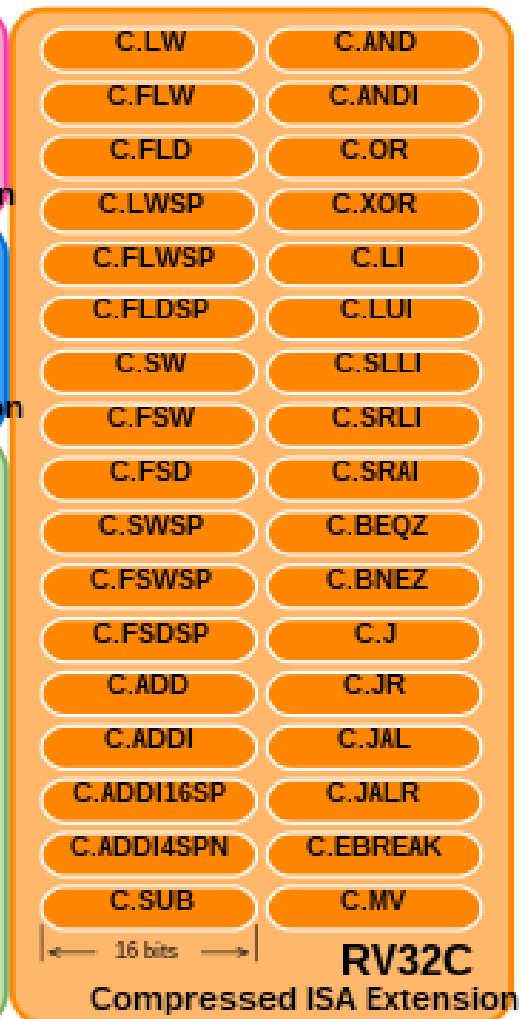 C.LW C.AND
C.FLW C.ANDI
C.FLD C.OR
C.LWSP C.XOR
C.FLWSP C.LI
C.FLDSP C.LUI
C.SW C.SLLI
C.FSW C.SRLI
C.FSD C.SRAI
C.SWSP C.BEQZ
C.FSWSP C.BNEZ
C.FSDSP C.J
C.ADD C.JR
C.ADDI C.JAL
C.ADDI16SP C.JALR
C.ADDI4SPN C.EBREAK
C.SUB C.MV
16 bits
RV32C
Compressed ISA Extension